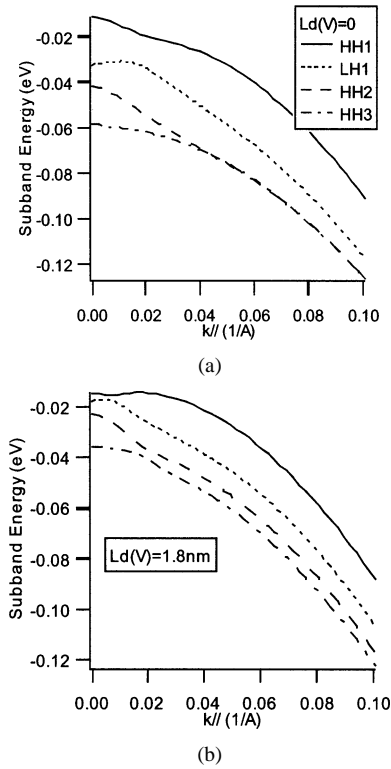 Ld(V)=0
HH1
LH1
HH2
HH3
Subband Energy (eV)
-0.02
-0.04
-0.06
-0.08
-0.10
-0.12
0.00 0.02 0.04 0.06 0.08 0.10
k// (1/A)
(a)
Subband Energy (eV)
-0.02
-0.04
-0.06
-0.08
-0.10
-0.12
Ld(V)=1.8nm
0.00 0.02 0.04 0.06 0.08 0.10
k// (1/A)
(b)